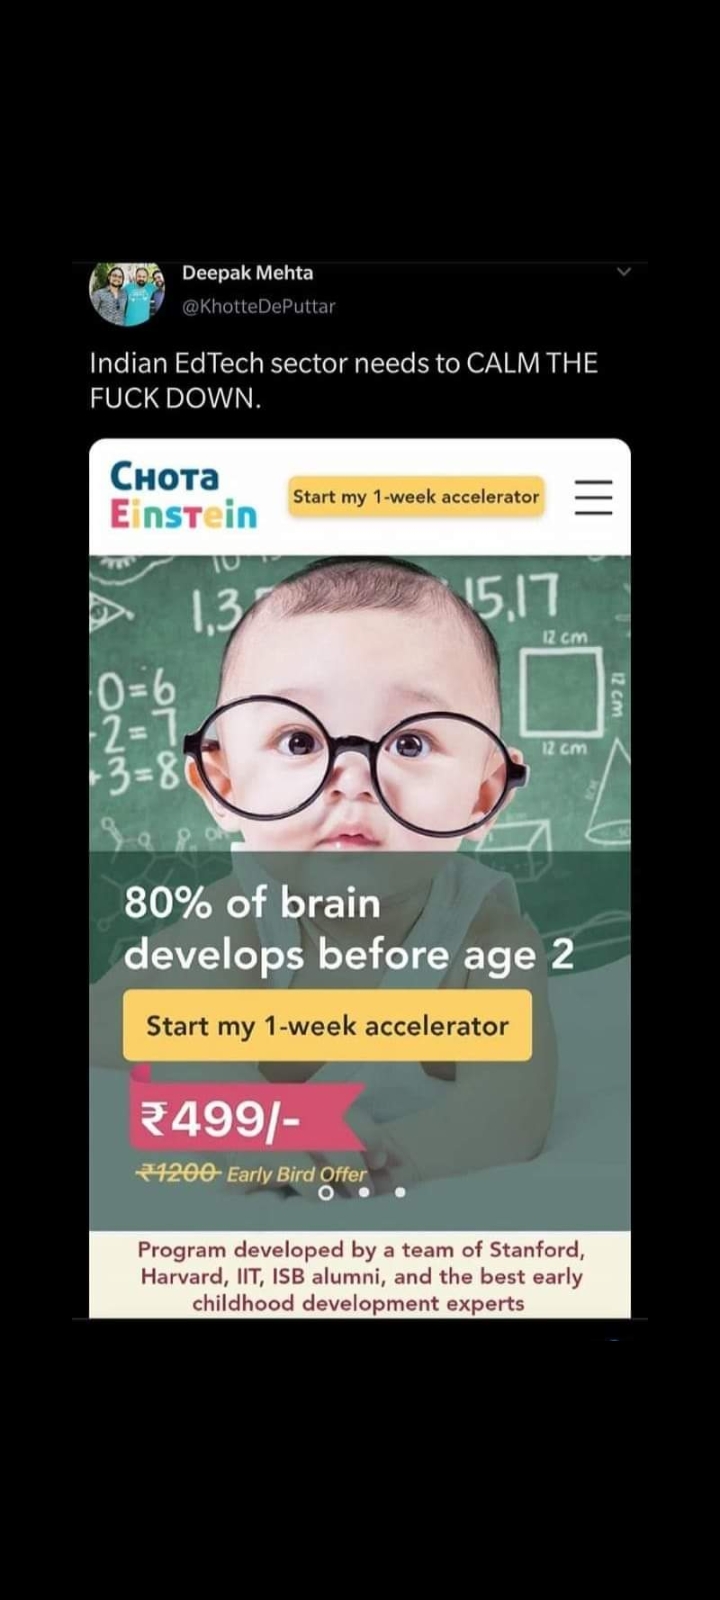 Deepak Mehta
@KhotteDePuttar
Indian EdTech sector needs to CALM THE
FUCK DOWN.
CHOTa
EinsTein
Start my 1-week accelerator
1,3
15,17
12 cm
12 cm
12 cm
0=6
2=7
+3=8
80% of brain
develops before age 2
Start my 1-week accelerator
₹499/-
₹1200 Early Bird Offer
Program developed by a team of Stanford,
Harvard, IIT, ISB alumni, and the best early
childhood development experts